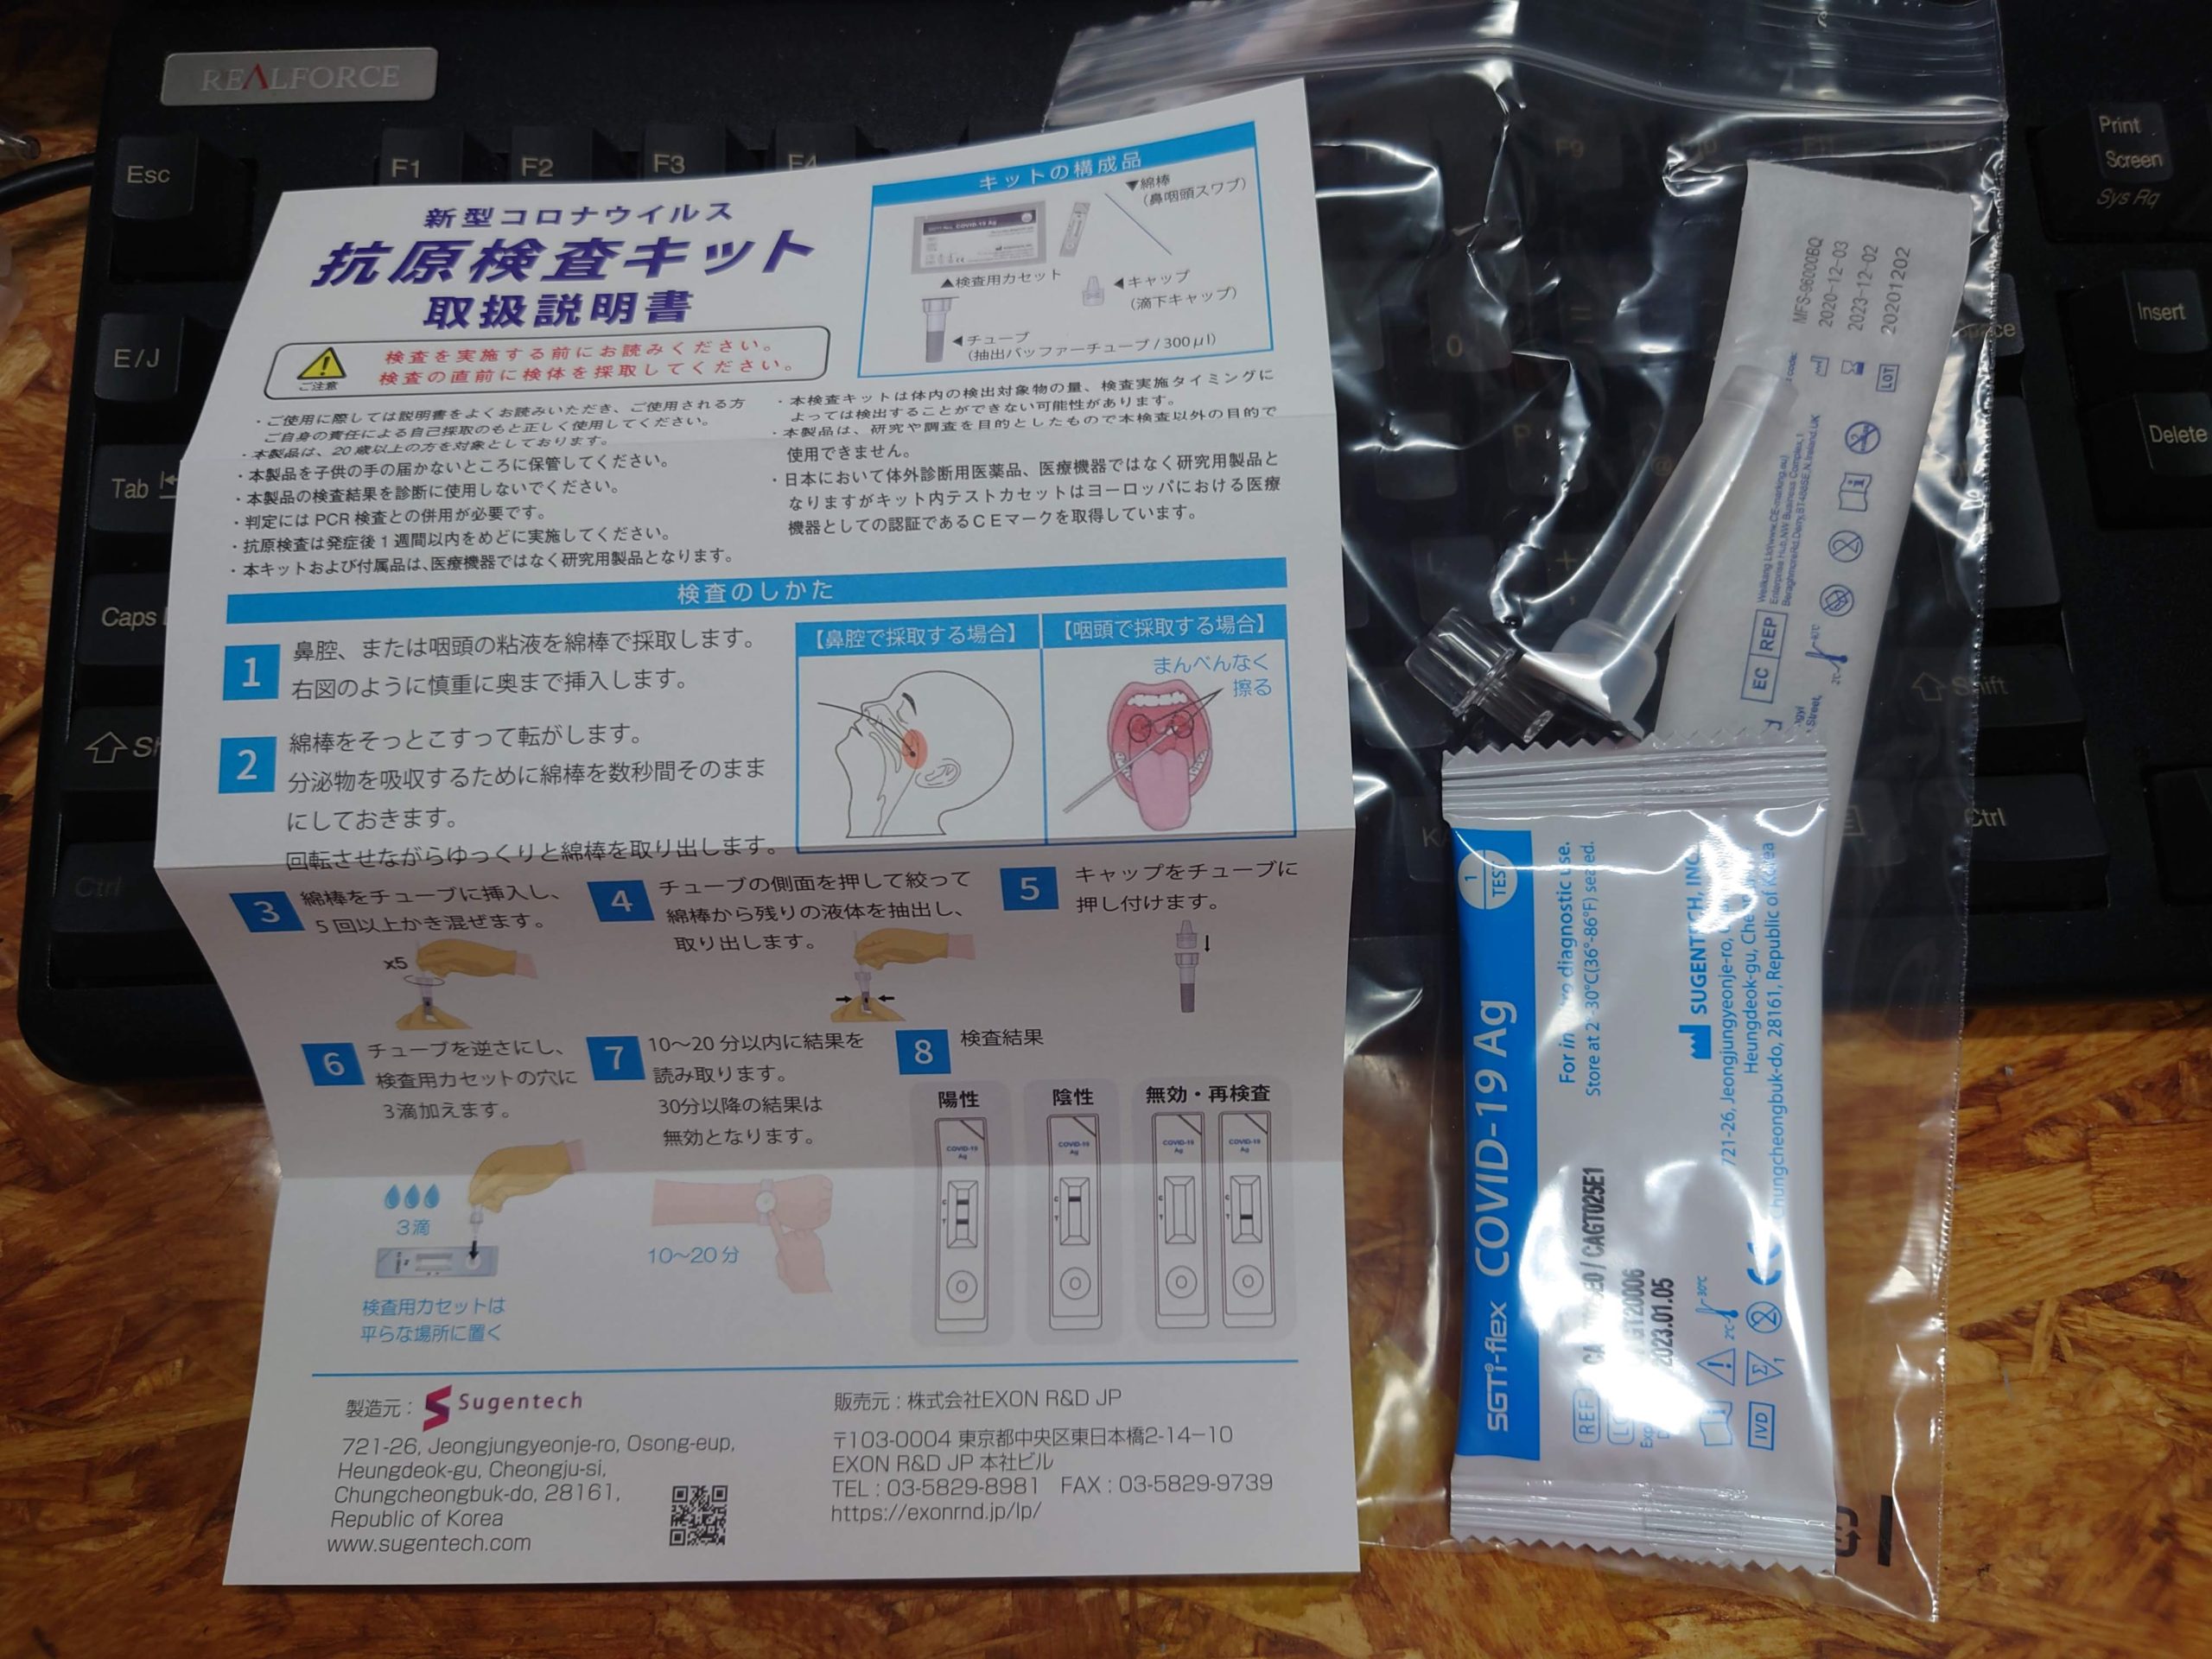 REALFORCE
Esc
F1
F2
F3
F4
E/J
Tab
Caps
Ctrl
Print
Screen
Sys Rq
Insert
Delete
Shift
Ctrl
新型コロナウイルス
抗原検査キット
取扱説明書
ご注意
検査を実施する前にお読みください。
検査の直前に検体を採取してください。
キットの構成品
▼綿棒
(鼻咽頭スワブ)
▲検査用カセット
◀キャップ
(滴下キャップ)
◀チューブ
(抽出バッファーチューブ / 300μl)
・ご使用に際しては説明書をよくお読みいただき、ご使用される方
ご自身の責任による自己採取のもと正しく使用してください。
・本製品は、20歳以上の方を対象としております。
・本製品を子供の手の届かないところに保管してください。
・本製品の検査結果を診断に使用しないでください。
・判定には PCR 検査との併用が必要です。
・抗原検査は発症後１週間以内をめどに実施してください。
・本キットおよび付属品は、医療機器ではなく研究用製品となります。
・本検査キットは体内の検出対象物の量、検査実施タイミングに
よっては検出することができない可能性があります。
・本製品は、研究や調査を目的としたもので本検査以外の目的で
使用できません。
・日本において体外診断用医薬品、医療機器ではなく研究用製品と
なりますがキット内テストカセットはヨーロッパにおける医療
機器としての認証であるＣＥマークを取得しています。
検査のしかた
1
鼻腔、または咽頭の粘液を綿棒で採取します。
右図のように慎重に奥まで挿入します。
2
綿棒をそっとこすって転がします。
分泌物を吸収するために綿棒を数秒間そのまま
にしておきます。
回転させながらゆっくりと綿棒を取り出します。
【鼻腔で採取する場合】
【咽頭で採取する場合】
まんべんなく
擦る
3
綿棒をチューブに挿入し、
５回以上かき混ぜます。
x5
4
チューブの側面を押して絞って
綿棒から残りの液体を抽出し、
取り出します。
5
キャップをチューブに
押し付けます。
6
チューブを逆さにし、
検査用カセットの穴に
３滴加えます。
3滴
検査用カセットは
平らな場所に置く
7
10～20 分以内に結果を
読み取ります。
30分以降の結果は
無効となります。
10～20 分
8
検査結果
陽性
陰性
無効・再検査
COVID-19
Ag
C
T
COVID-19
Ag
C
T
COVID-19
Ag
C
T
COVID-19
Ag
C
T
製造元 : Sugentech
721-26, Jeongjungyeonje-ro, Osong-eup,
Heungdeok-gu, Cheongju-si,
Chungcheongbuk-do, 28161,
Republic of Korea
www.sugentech.com
販売元 : 株式会社EXON R&D JP
〒103-0004 東京都中央区東日本橋2-14-10
EXON R&D JP 本社ビル
TEL : 03-5829-8981 FAX : 03-5829-9739
https://exonrnd.jp/lp/
MFS-96000BQ
2020-12-03
2023-12-02
LOT 20201202
EC REP
SGTi-flex COVID-19 Ag
1
TEST
For in diagnostic use.
Store at 2 30°C(36°-86°F) sealed.
SUGENTECH, INC.
721-26, Jeongjungyeonje-ro,
Heungdeok-gu,
Chungcheongbuk-do, 28161, Republic of Korea
REF
/ CAGT025E1
2023.01.05
2°C
30°C
IVD
CE